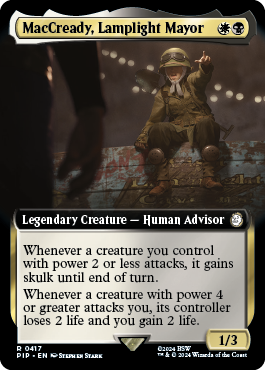 MacCready, Lamplight Mayor
Legendary Creature — Human Advisor
Whenever a creature you control
with power 2 or less attacks, it gains
skulk until end of turn.
Whenever a creature with power 4
or greater attacks you, its controller
loses 2 life and you gain 2 life.
1/3
R 0417
PIP • EN Stephen Stark
©2024 BSW
™ & © 2024 Wizards of the Coast